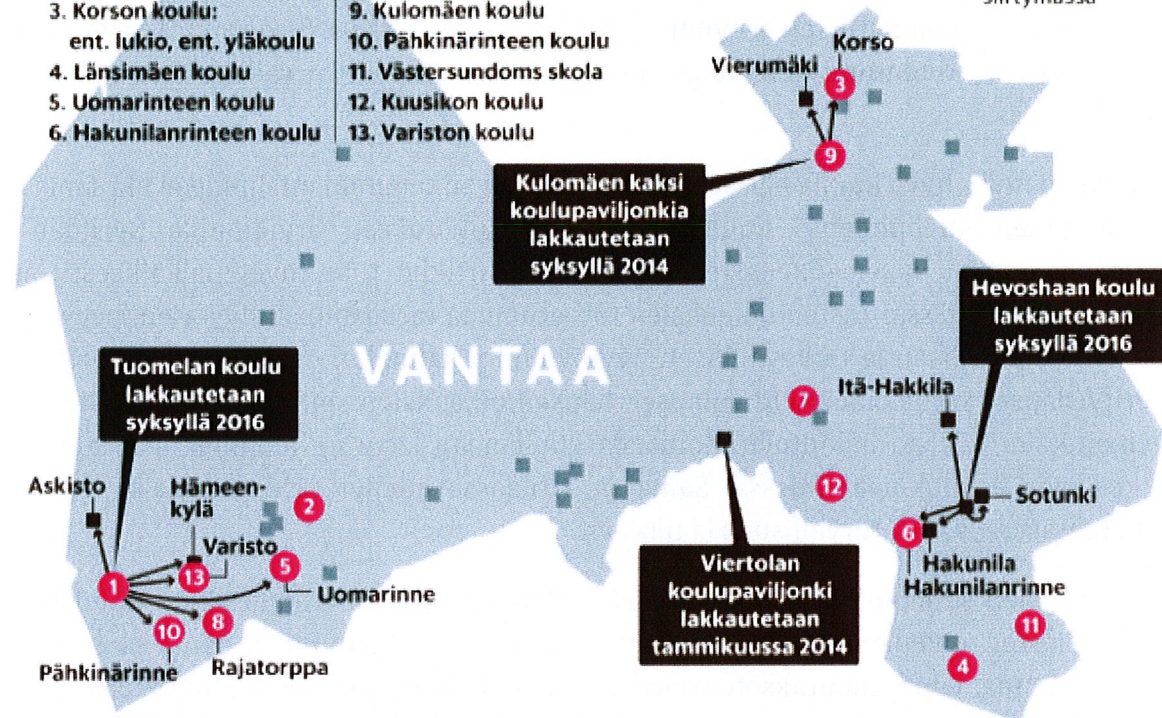 3. Korson koulu:
ent. lukio, ent. yläkoulu
4. Länsimäen koulu
5. Uomarinteen koulu
6. Hakunilanrinteen koulu
9. Kulomäen koulu
10. Pähkinärinteen koulu
11. Västersundoms skola
12. Kuusikon koulu
13. Variston koulu
Korso
Vierumäki
3
9
Kulomäen kaksi
koulupaviljonkia
lakkautetaan
syksyllä 2014
Hevoshaan koulu
lakkautetaan
syksyllä 2016
VANTAA
Tuomelan koulu
lakkautetaan
syksyllä 2016
Itä-Hakkila
7
12
Askisto
Hämeen-
kylä
2
Varisto
Sotunki
6
1
13
5
Uomarinne
Hakunila
Hakunilanrinne
Viertolan
koulupaviljonki
lakkautetaan
tammikuussa 2014
10
8
11
Pähkinärinne
Rajatorppa
4